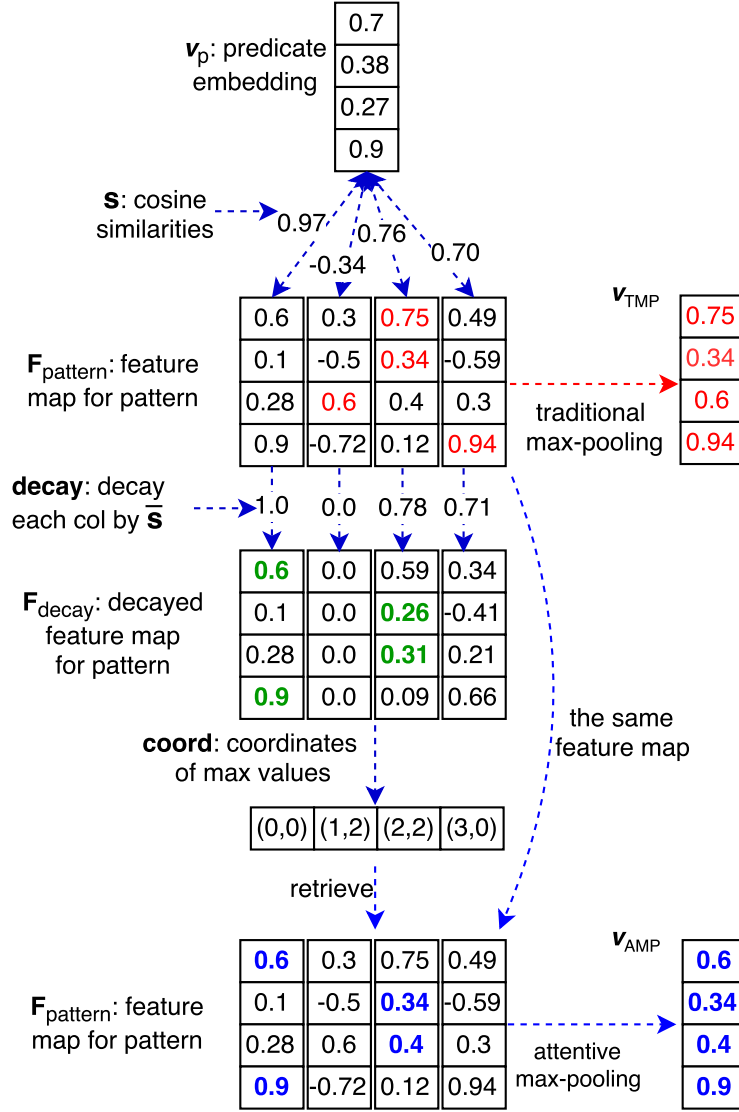 0.7
v_p: predicate
embedding
0.38
0.27
0.9
s: cosine
similarities
0.97
-0.34
0.76
0.70
v_TMP
0.6 0.3 0.75 0.49
0.1 -0.5 0.34 -0.59
0.28 0.6 0.4 0.3
0.9 -0.72 0.12 0.94
F_pattern: feature
map for pattern
traditional
max-pooling
0.75
0.34
0.6
0.94
decay: decay
each col by s̅
1.0 0.0 0.78 0.71
0.6 0.0 0.59 0.34
0.1 0.0 0.26 -0.41
0.28 0.0 0.31 0.21
0.9 0.0 0.09 0.66
F_decay: decayed
feature map
for pattern
coord: coordinates
of max values
the same
feature map
(0,0) (1,2) (2,2) (3,0)
retrieve
v_AMP
0.6 0.3 0.75 0.49
0.1 -0.5 0.34 -0.59
0.28 0.6 0.4 0.3
0.9 -0.72 0.12 0.94
F_pattern: feature
map for pattern
attentive
max-pooling
0.6
0.34
0.4
0.9